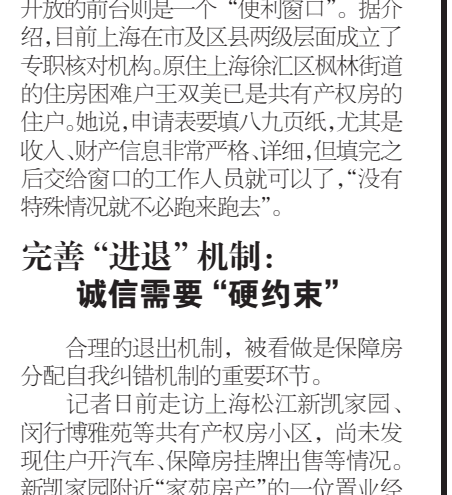 开放的前台则是一个“便利窗口”。据介
绍,目前上海在市及区县两级层面成立了
专职核对机构。原住上海徐汇区枫林街道
的住房困难户王双美已是共有产权房的
住户。她说,申请表要填八九页纸,尤其是
收入、财产信息非常严格、详细,但填完之
后交给窗口的工作人员就可以了,“没有
特殊情况就不必跑来跑去”。
完善“进退”机制:
诚信需要“硬约束”
合理的退出机制,被看做是保障房
分配自我纠错机制的重要环节。
记者日前走访上海松江新凯家园、
闵行博雅苑等共有产权房小区,尚未发
现住户开汽车、保障房挂牌出售等情况。
新凯家园附近“家苑房产”的一位置业经